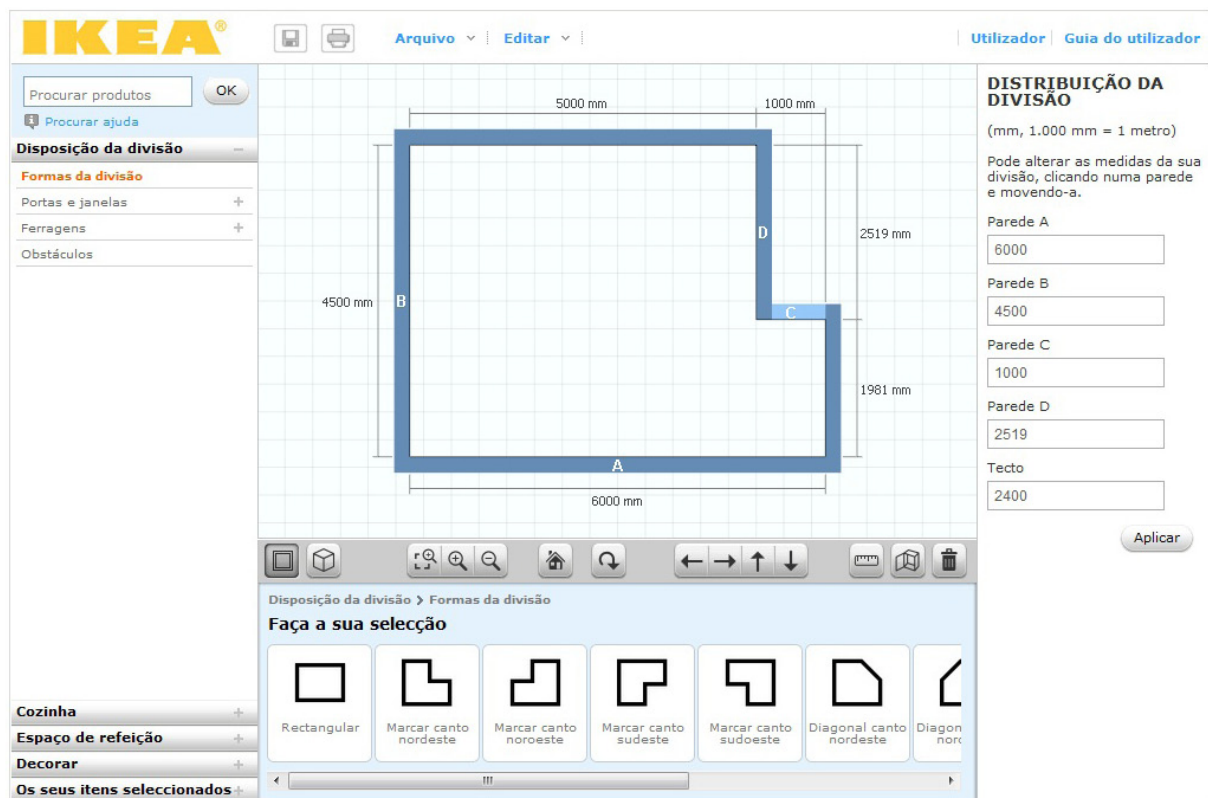 IKEA®
Arquivo
Editar
Utilizador
Guia do utilizador
Procurar produtos
OK
Procurar ajuda
Disposição da divisão
Formas da divisão
Portas e janelas
Ferragens
Obstáculos
Cozinha
Espaço de refeição
Decorar
Os seus itens seleccionados
5000 mm
1000 mm
D
2519 mm
4500 mm
B
C
1981 mm
A
6000 mm
Disposição da divisão > Formas da divisão
Faça a sua selecção
Rectangular
Marcar canto
nordeste
Marcar canto
noroeste
Marcar canto
sudeste
Marcar canto
sudoeste
Diagonal canto
nordeste
DISTRIBUIÇÃO DA
DIVISÃO
(mm, 1.000 mm = 1 metro)
Pode alterar as medidas da sua
divisão, clicando numa parede
e movendo-a.
Parede A
6000
Parede B
4500
Parede C
1000
Parede D
2519
Tecto
2400
Aplicar